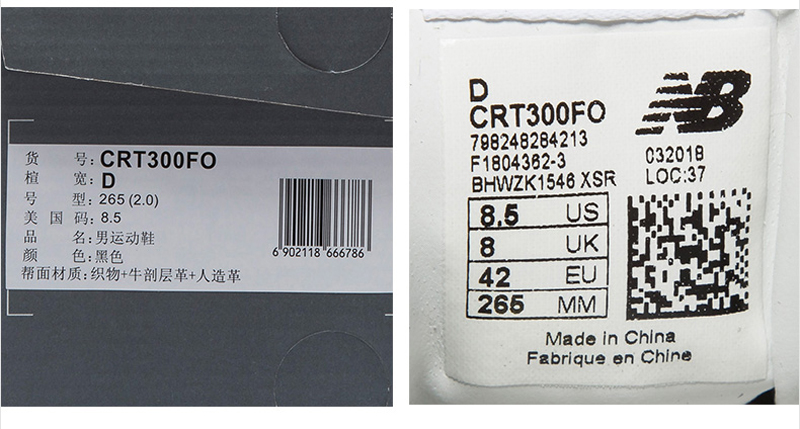 货 号: CRT300FO
楦 宽: D
号 型: 265 (2.0)
美 国 码: 8.5
品 名: 男运动鞋
颜 色: 黑色
帮面材质: 织物+牛剖层革+人造革
6 902118 666786
D
CRT300FO
798248284213
F1804362-3
BHWZK1546 XSR
NB
032018
LOC:37
8.5 US
8 UK
42 EU
265 MM
Made in China
Fabrique en Chine